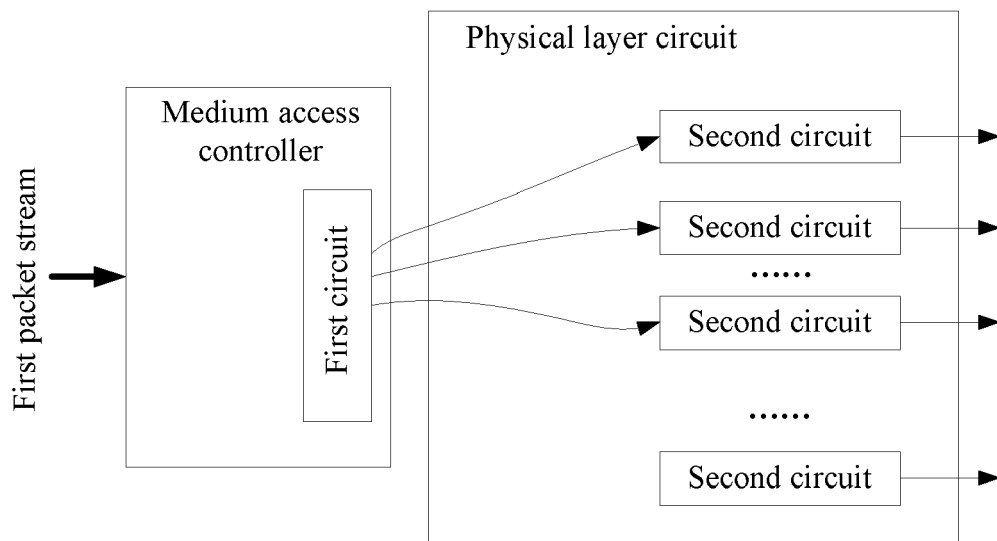 Physical layer circuit
Medium access
controller
First packet stream
First circuit
Second circuit
Second circuit
......
Second circuit
......
Second circuit